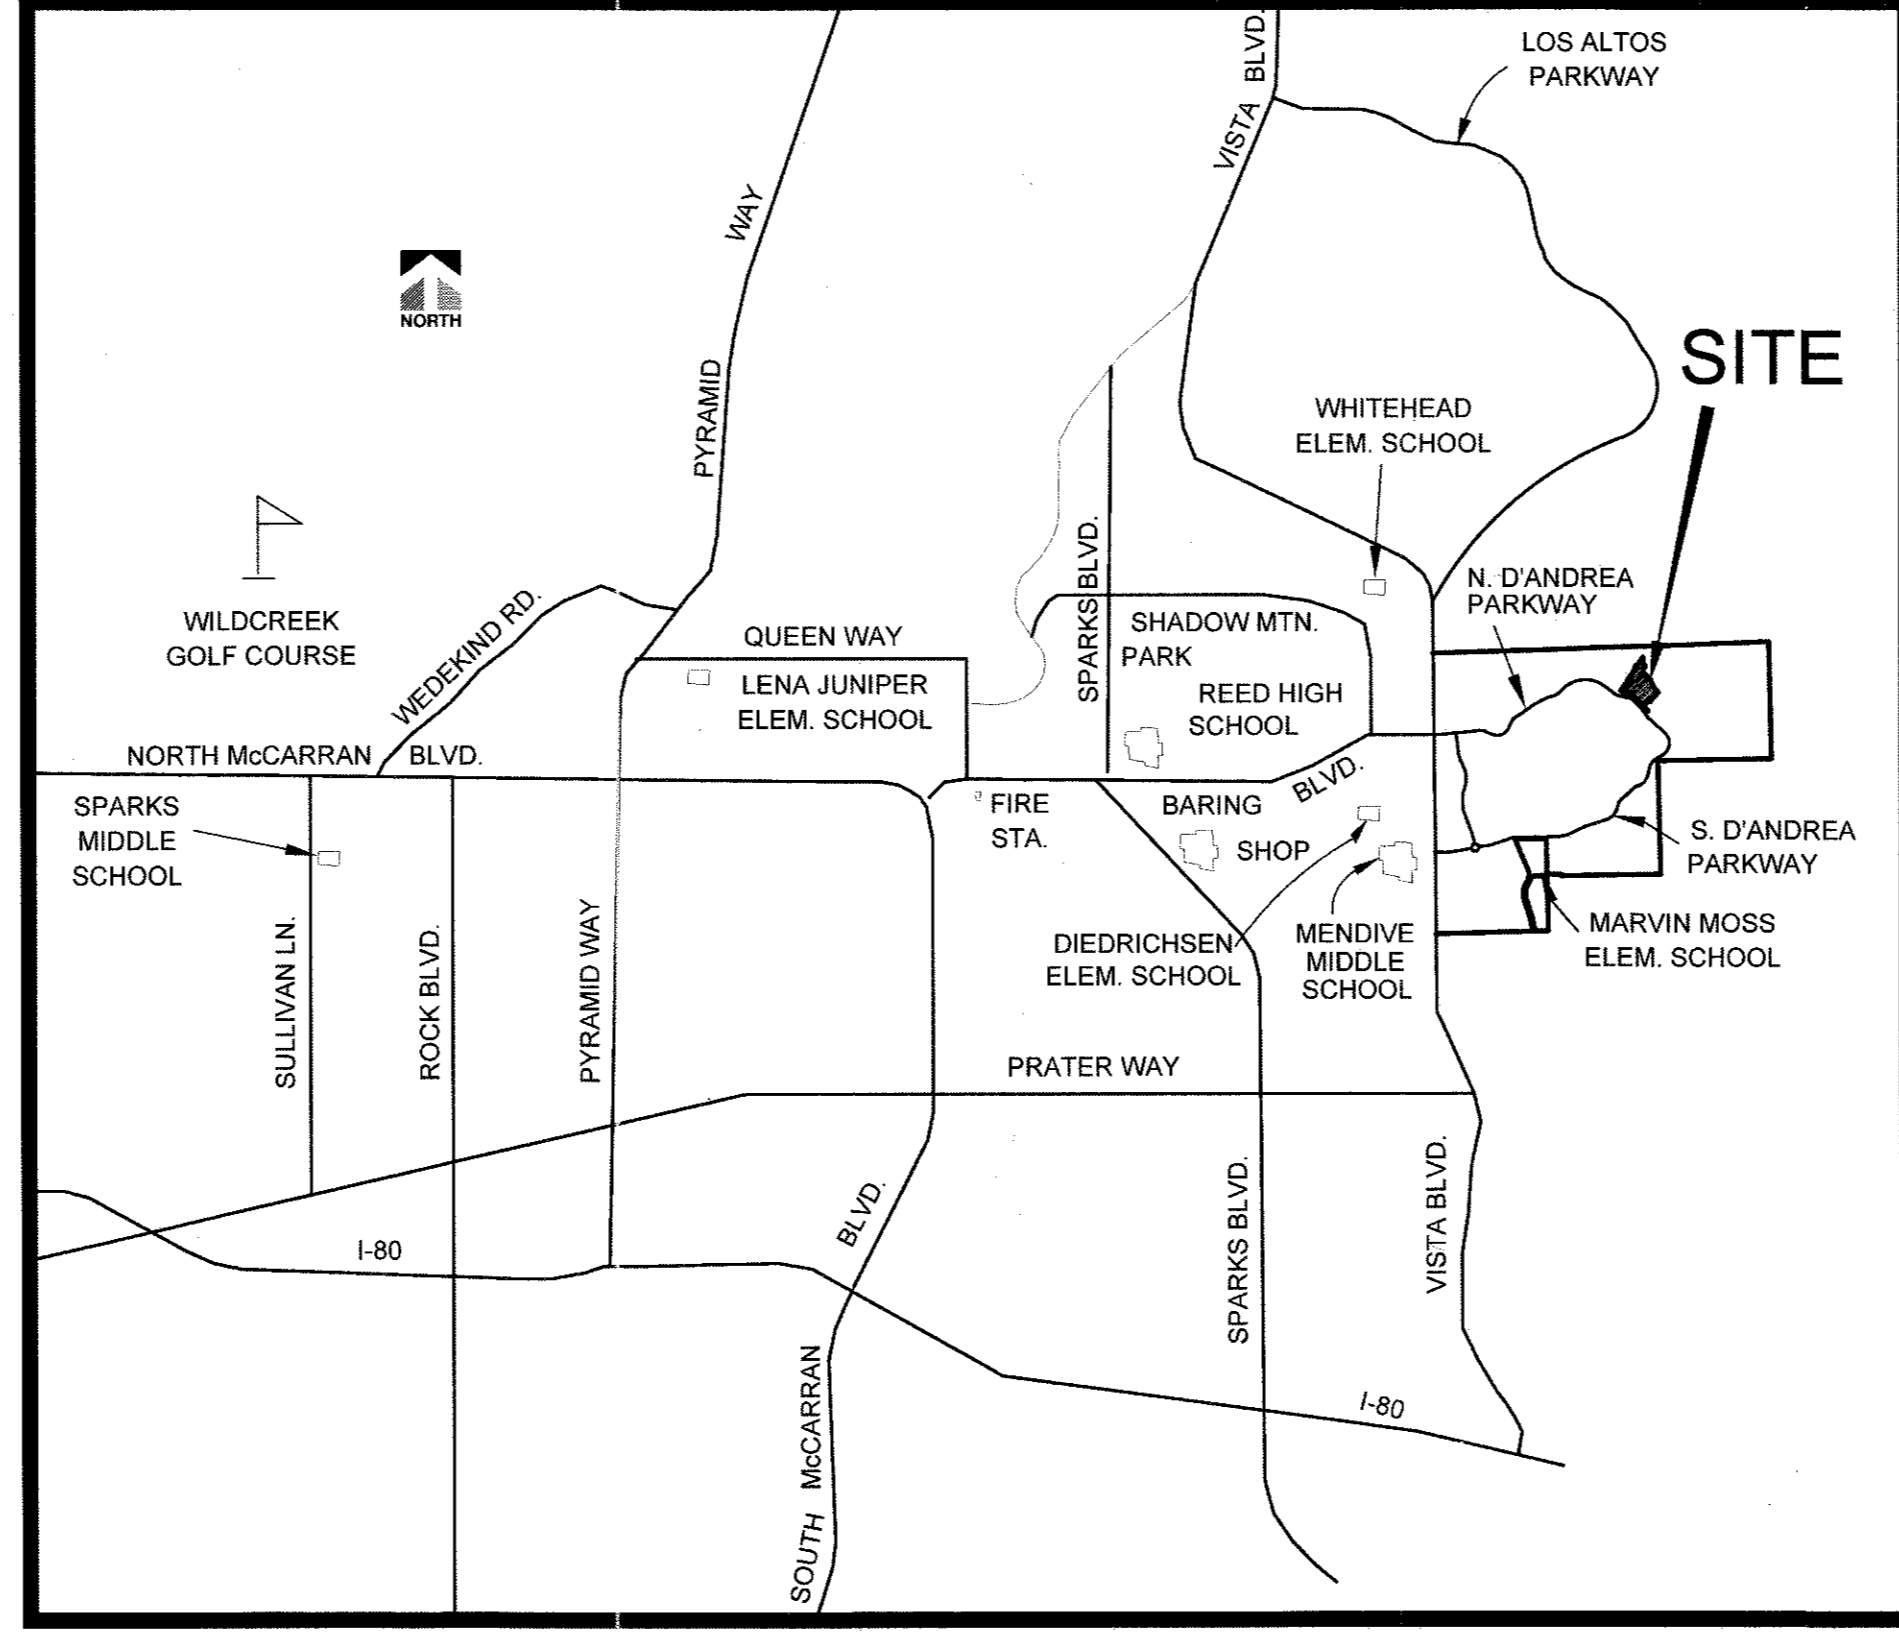 VISTA BLVD.
LOS ALTOS
PARKWAY
PYRAMID WAY
NORTH
SITE
WHITEHEAD
ELEM. SCHOOL
SPARKS BLVD.
N. D'ANDREA
PARKWAY
WILDCREEK
GOLF COURSE
WEDEKIND RD.
QUEEN WAY
LENA JUNIPER
ELEM. SCHOOL
SHADOW MTN.
PARK
REED HIGH
SCHOOL
NORTH McCARRAN BLVD.
SPARKS
MIDDLE
SCHOOL
FIRE
STA.
BARING BLVD.
SHOP
S. D'ANDREA
PARKWAY
DIEDRICHSEN
ELEM. SCHOOL
MENDIVE
MIDDLE
SCHOOL
MARVIN MOSS
ELEM. SCHOOL
SULLIVAN LN.
ROCK BLVD.
PYRAMID WAY
PRATER WAY
I-80
SOUTH McCARRAN BLVD.
SPARKS BLVD.
VISTA BLVD.
I-80